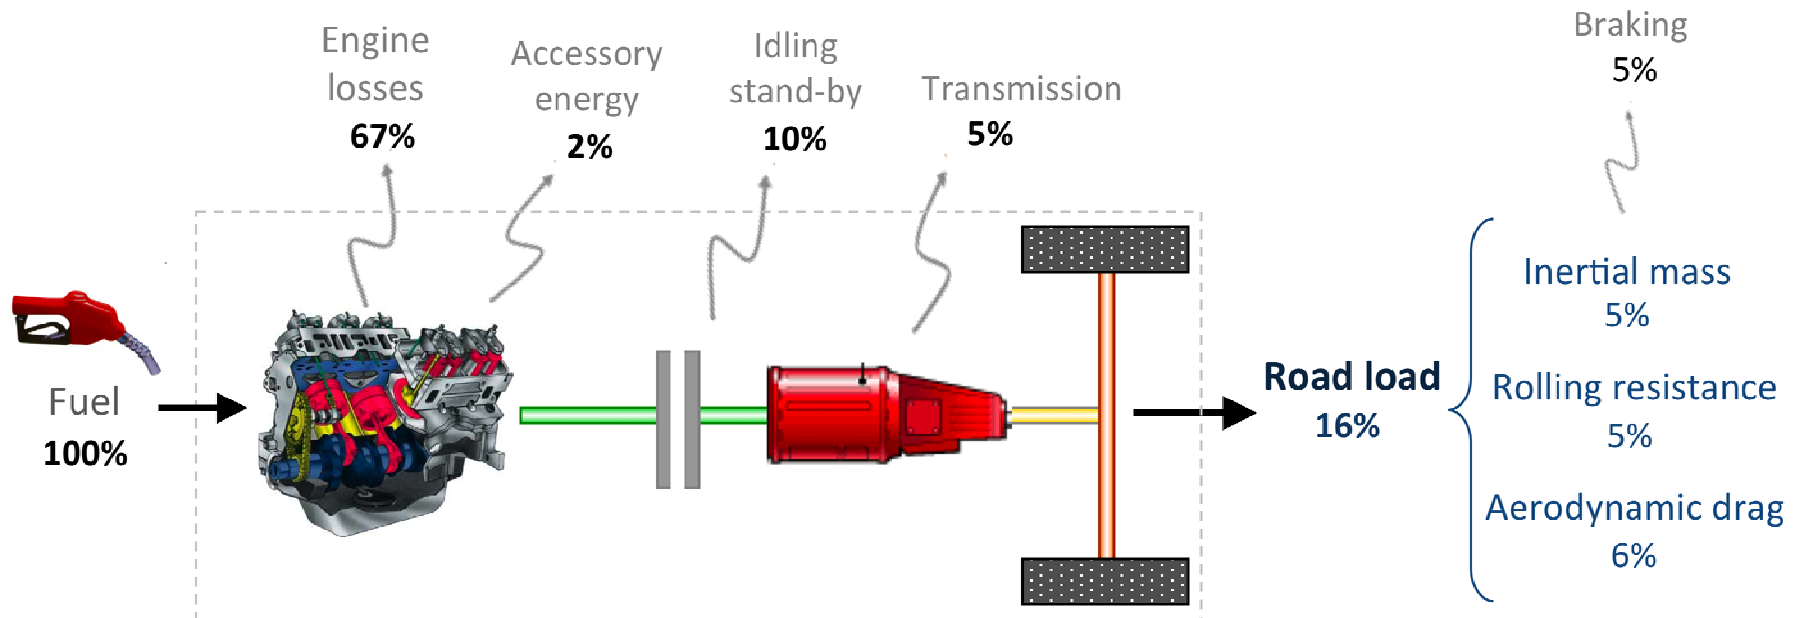 Engine
losses
67%
Accessory
energy
2%
Idling
stand-by
10%
Transmission
5%
Braking
5%
Fuel
100%
Road load
16%
Inertial mass
5%
Rolling resistance
5%
Aerodynamic drag
6%